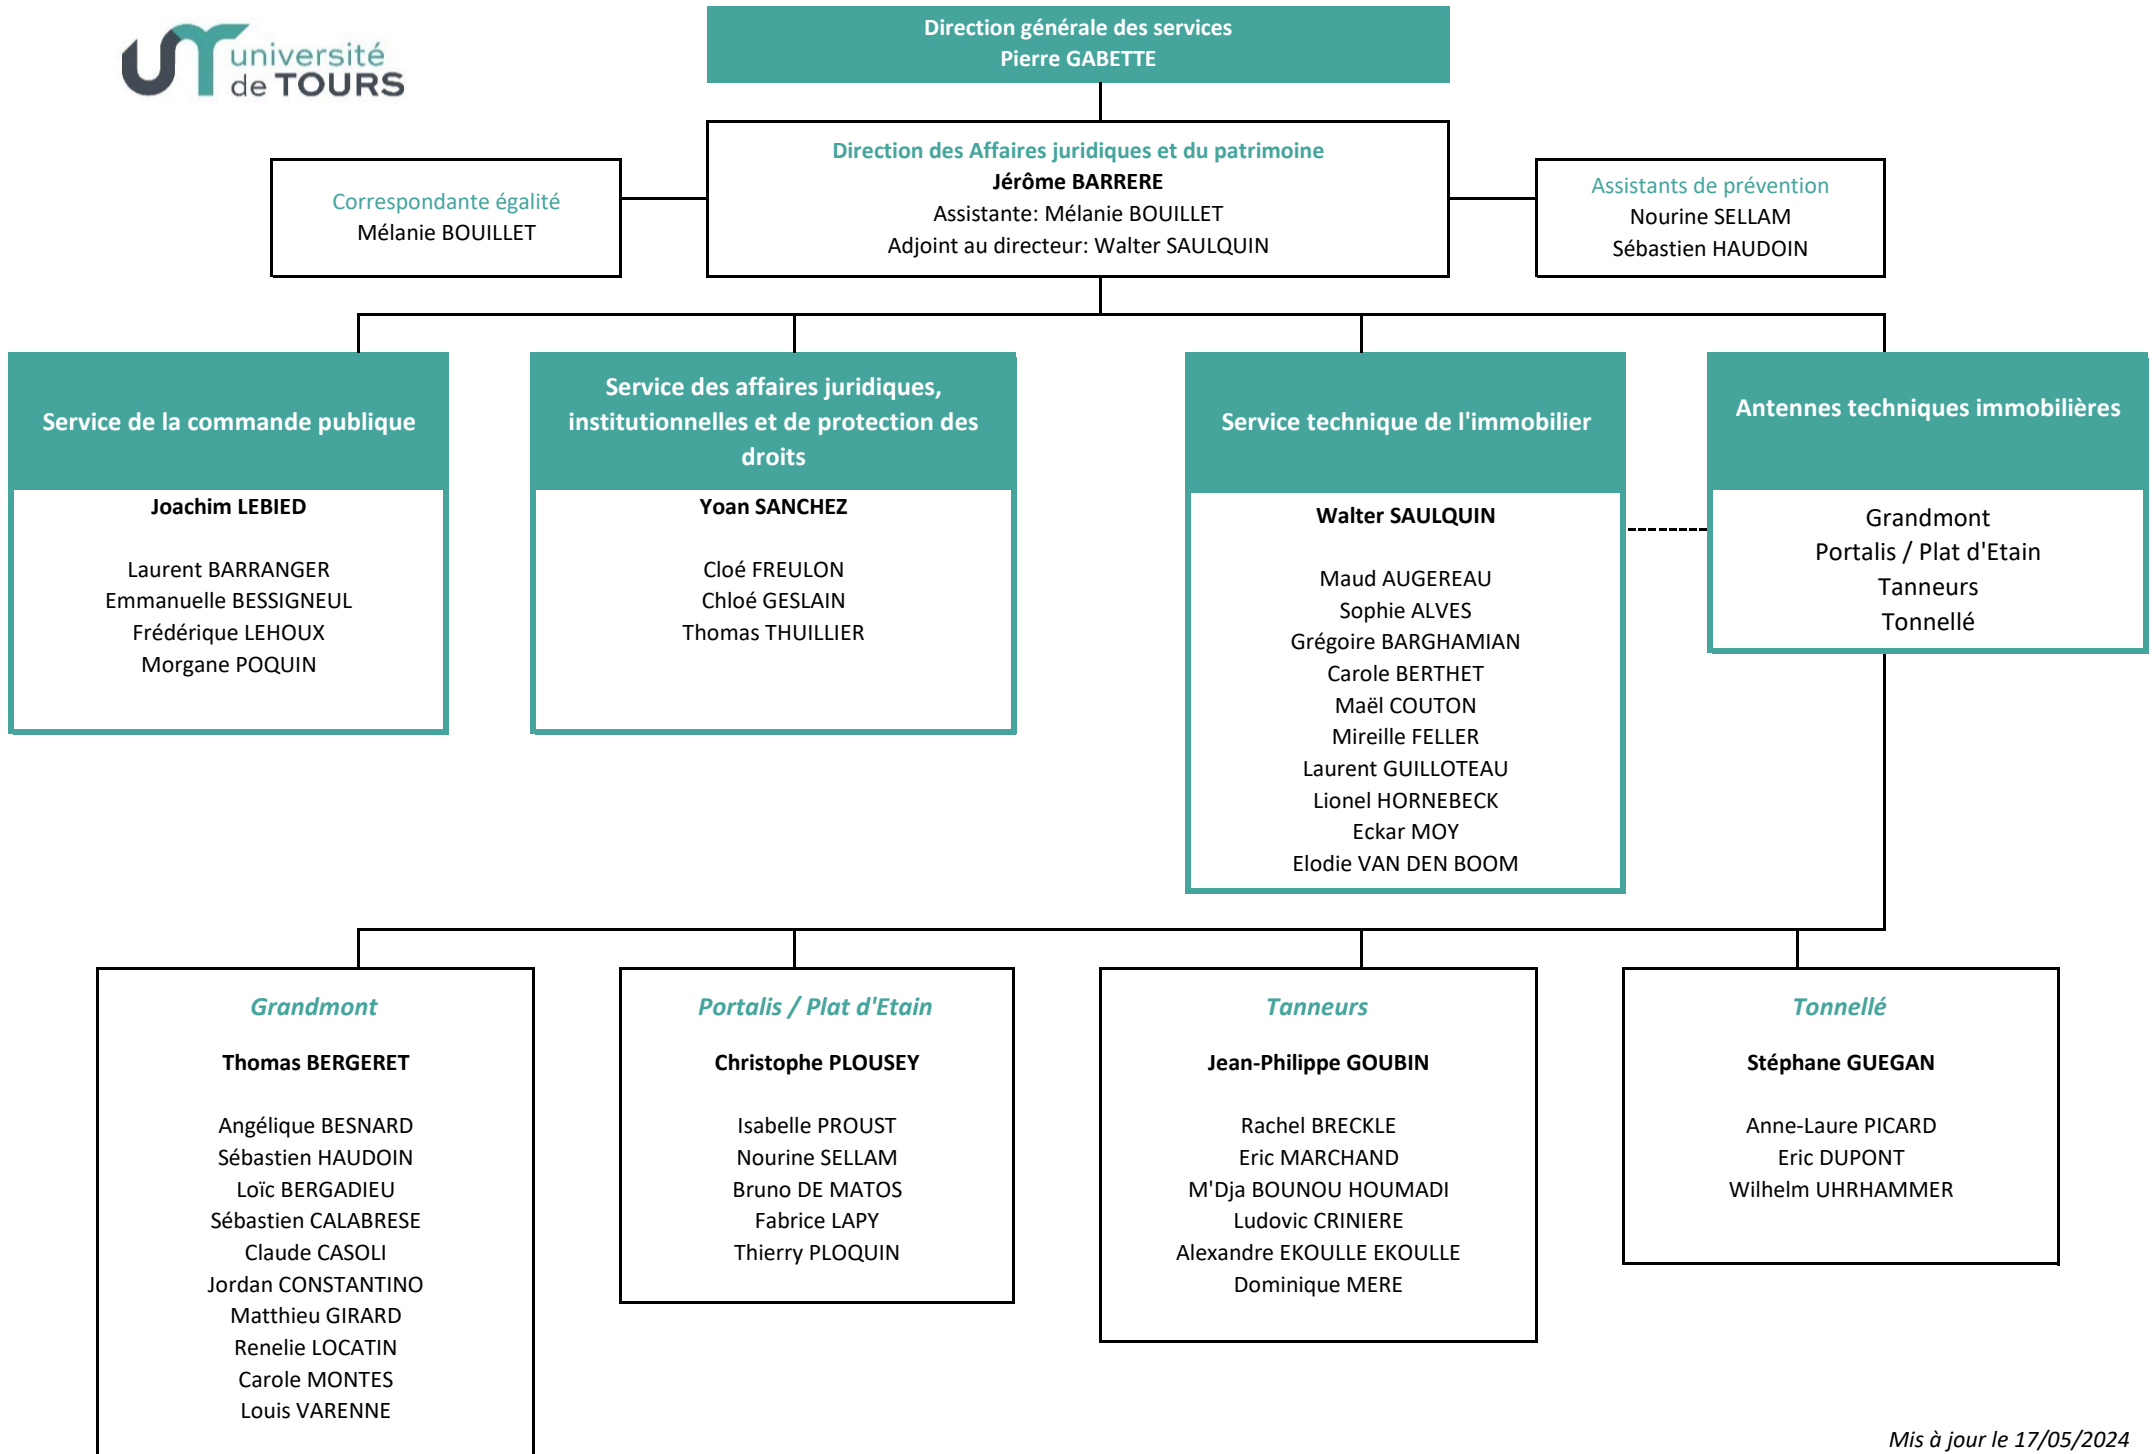 université
de TOURS
Direction générale des services
Pierre GABETTE
Direction des Affaires juridiques et du patrimoine
Jérôme BARRERE
Assistante: Mélanie BOUILLET
Adjoint au directeur: Walter SAULQUIN
Correspondante égalité
Mélanie BOUILLET
Assistants de prévention
Nourine SELLAM
Sébastien HAUDOIN
Service de la commande publique
Joachim LEBIED
Laurent BARRANGER
Emmanuelle BESSIGNEUL
Frédérique LEHOUX
Morgane POQUIN
Service des affaires juridiques,
institutionnelles et de protection des
droits
Yoan SANCHEZ
Cloé FREULON
Chloé GESLAIN
Thomas THUILLIER
Service technique de l'immobilier
Walter SAULQUIN
Maud AUGEREAU
Sophie ALVES
Grégoire BARGHAMIAN
Carole BERTHET
Maël COUTON
Mireille FELLER
Laurent GUILLOTEAU
Lionel HORNEBECK
Eckar MOY
Elodie VAN DEN BOOM
Antennes techniques immobilières
Grandmont
Portalis / Plat d'Etain
Tanneurs
Tonnellé
Grandmont
Thomas BERGERET
Angélique BESNARD
Sébastien HAUDOIN
Loïc BERGADIEU
Sébastien CALABRESE
Claude CASOLI
Jordan CONSTANTINO
Matthieu GIRARD
Renelie LOCATIN
Carole MONTES
Louis VARENNE
Portalis / Plat d'Etain
Christophe PLOUSEY
Isabelle PROUST
Nourine SELLAM
Bruno DE MATOS
Fabrice LAPY
Thierry PLOQUIN
Tanneurs
Jean-Philippe GOUBIN
Rachel BRECKLE
Eric MARCHAND
M'Dja BOUNOU HOUMADI
Ludovic CRINIERE
Alexandre EKOULLE EKOULLE
Dominique MERE
Tonnellé
Stéphane GUEGAN
Anne-Laure PICARD
Eric DUPONT
Wilhelm UHRHAMMER
Mis à jour le 17/05/2024